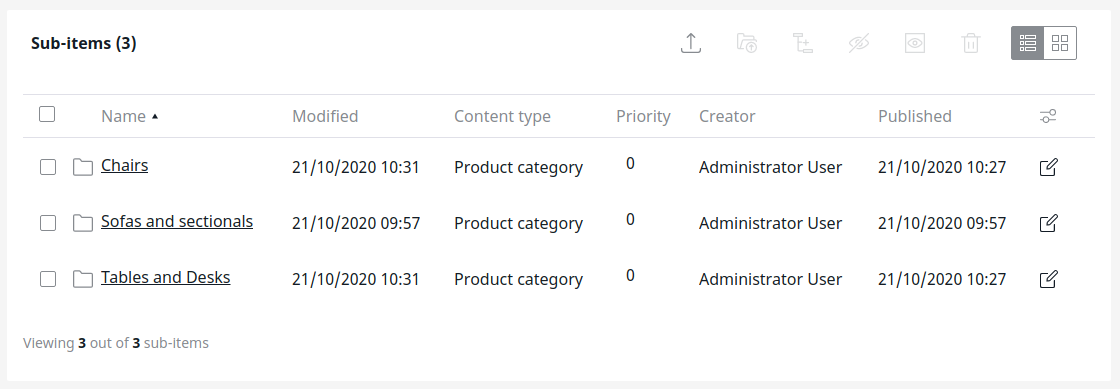 Sub-items (3)
Name ▲ Modified Content type Priority Creator Published
Chairs 21/10/2020 10:31 Product category 0 Administrator User 21/10/2020 10:27
Sofas and sectionals 21/10/2020 09:57 Product category 0 Administrator User 21/10/2020 09:57
Tables and Desks 21/10/2020 10:31 Product category 0 Administrator User 21/10/2020 10:27
Viewing 3 out of 3 sub-items